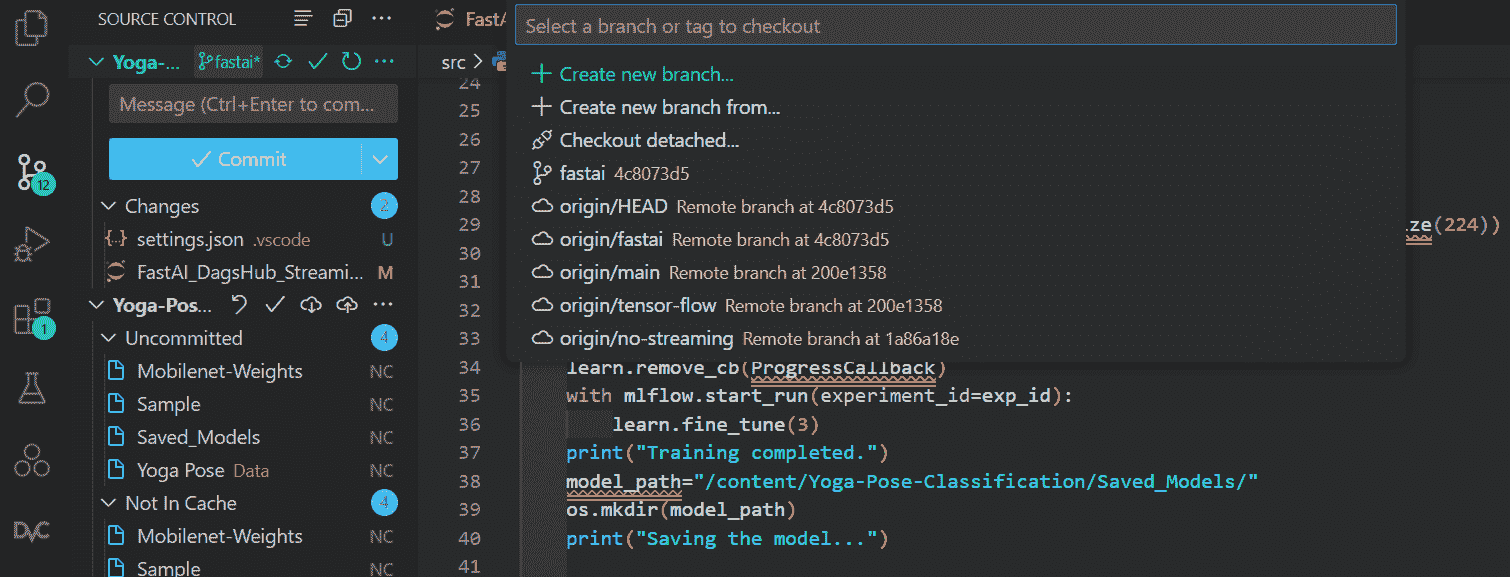 SOURCE CONTROL
Yoga-...
fastai*
Message (Ctrl+Enter to com...
Commit
Changes
2
{..} settings.json .vscode
U
FastAI_DagsHub_Streami...
M
Yoga-Pos...
Uncommitted
4
Mobilenet-Weights
NC
Sample
NC
Saved_Models
NC
Yoga Pose Data
NC
Not In Cache
4
Mobilenet-Weights
NC
Sample
NC
12
1
DVC
FastA
src >
Select a branch or tag to checkout
+ Create new branch...
+ Create new branch from...
Checkout detached...
fastai 4c8073d5
origin/HEAD Remote branch at 4c8073d5
origin/fastai Remote branch at 4c8073d5
origin/main Remote branch at 200e1358
origin/tensor-flow Remote branch at 200e1358
origin/no-streaming Remote branch at 1a86a18e
24
25
26
27
28
29
ize(224))
30
31
32
33
34 learn.remove_cb(ProgressCallback)
35 with mlflow.start_run(experiment_id=exp_id):
36 learn.fine_tune(3)
37 print("Training completed.")
38 model_path="/content/Yoga-Pose-Classification/Saved_Models/"
39 os.mkdir(model_path)
40 print("Saving the model...")
41